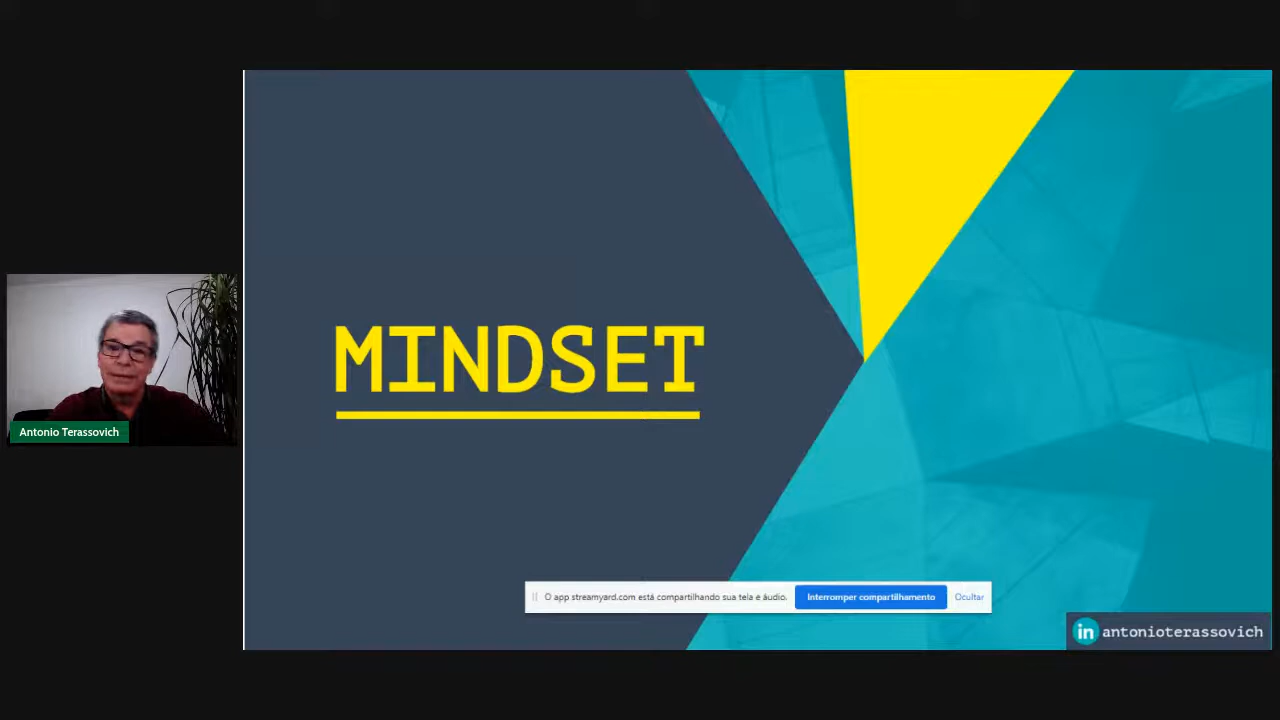 MINDSET
Antonio Terassovich
O app streamyard.com está compartilhando sua tela e áudio.
Interromper compartilhamento
Ocultar
in antonioterassovich